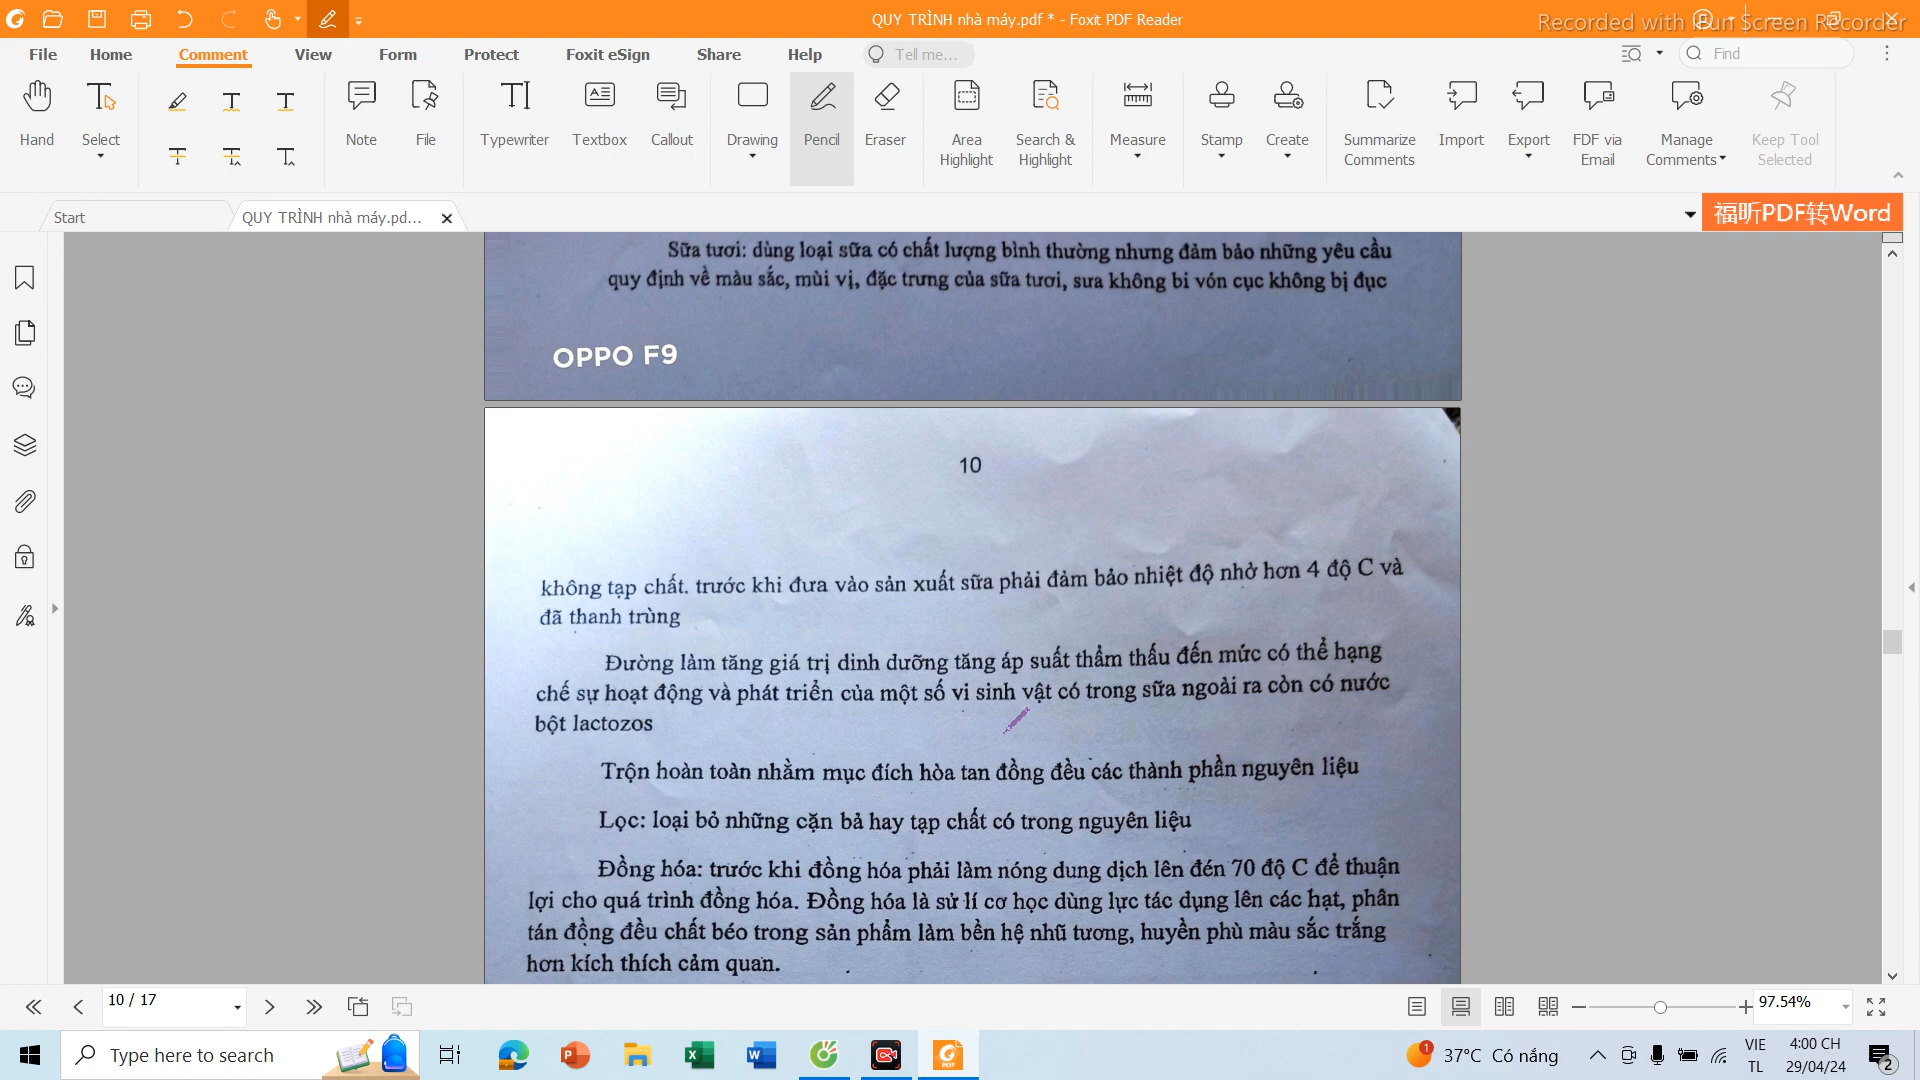 QUY TRÌNH nhà máy.pdf * - Foxit PDF Reader
Recorded with iFun Screen Recorder
File Home Comment View Form Protect Foxit eSign Share Help Tell me... Find
Hand Select Note File Typewriter Textbox Callout Drawing Pencil Eraser Area Highlight Search & Highlight Measure Stamp Create Summarize Comments Import Export FDF via Email Manage Comments Keep Tool Selected
Start QUY TRÌNH nhà máy.pd... 福昕PDF转Word
Sữa tươi: dùng loại sữa có chất lượng bình thường nhưng đảm bảo những yêu cầu
quy định về màu sắc, mùi vị, đặc trưng của sữa tươi, sưa không bi vón cục không bị đục
OPPO F9
10
không tạp chất. trước khi đưa vào sản xuất sữa phải đảm bảo nhiệt độ nhở hơn 4 độ C và
đã thanh trùng
Đường làm tăng giá trị dinh dưỡng tăng áp suất thẩm thấu đến mức có thể hạng
chế sự hoạt động và phát triển của một số vi sinh vật có trong sữa ngoài ra còn có nước
bột lactozos
Trộn hoàn toàn nhằm mục đích hòa tan đồng đều các thành phần nguyên liệu
Lọc: loại bỏ những cặn bả hay tạp chất có trong nguyên liệu
Đồng hóa: trước khi đồng hóa phải làm nóng dung dịch lên đén 70 độ C để thuận
lợi cho quá trình đồng hóa. Đồng hóa là sử lí cơ học dùng lực tác dụng lên các hạt, phân
tán đồng đều chất béo trong sản phẩm làm bền hệ nhũ tương, huyền phù màu sắc trắng
hơn kích thích cảm quan.
10 / 17 97.54%
Type here to search 37°C Có nắng VIE 4:00 CH
TL 29/04/24 2